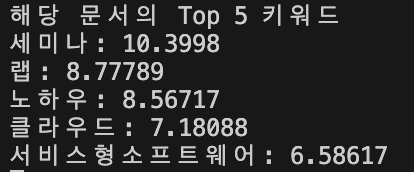 해당 문서의 Top 5 키워드
세미나: 10.3998
랩: 8.77789
노하우: 8.56717
클라우드: 7.18088
서비스형소프트웨어: 6.58617